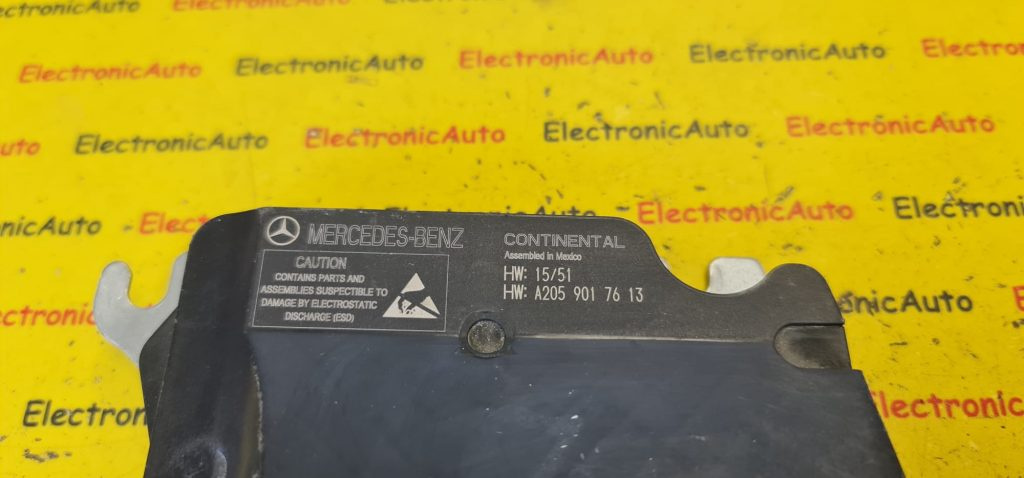 ElectronicAuto ElectronicAuto ElectronicAuto
ElectronicAuto ElectronicAuto ElectronicAuto ElectronicAuto
ElectronicAuto ElectronicAuto ElectronicAuto ElectronicAuto
ElectronicAuto ElectronicAuto
MERCEDES-BENZ
CAUTION
CONTAINS PARTS AND
ASSEMBLIES SUSPECTIBLE TO
DAMAGE BY ELECTROSTATIC
DISCHARGE (ESD)
CONTINENTAL
Assembled in Mexico
HW: 15/51
HW: A205 901 76 13
Electron
lectronic